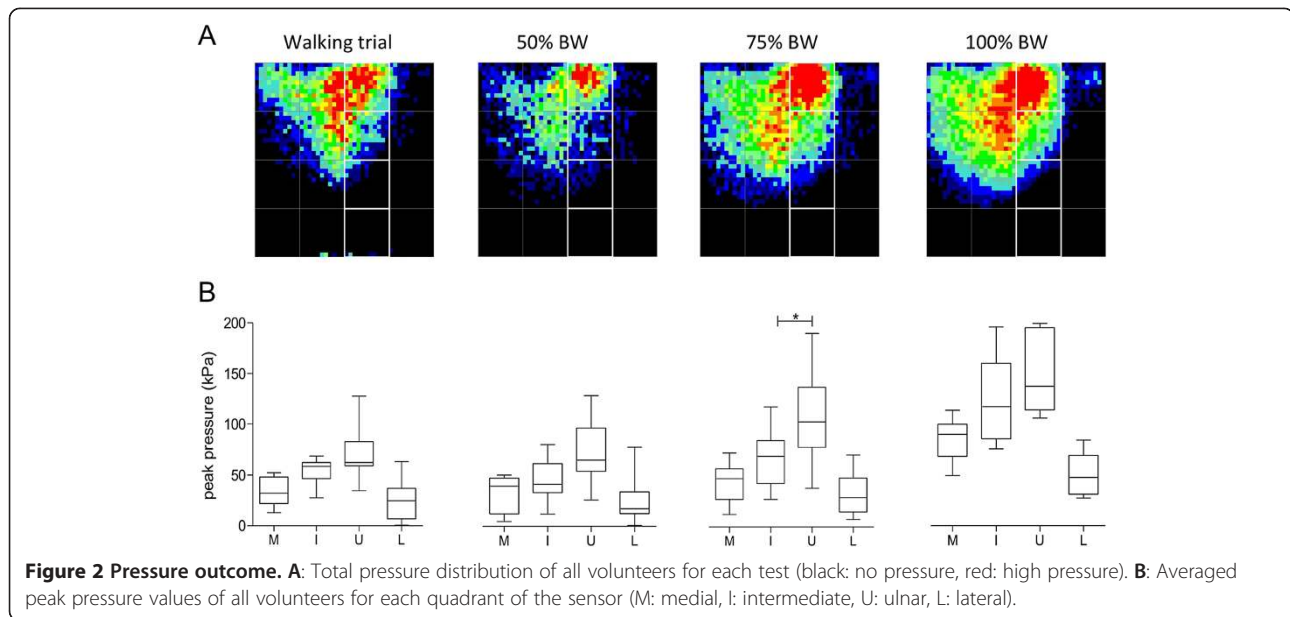 A
Walking trial 50% BW 75% BW 100% BW
B
peak pressure (kPa)
200
150
100
50
0
*
M I U L M I U L M I U L M I U L
Figure 2 Pressure outcome. A: Total pressure distribution of all volunteers for each test (black: no pressure, red: high pressure). B: Averaged
peak pressure values of all volunteers for each quadrant of the sensor (M: medial, I: intermediate, U: ulnar, L: lateral).